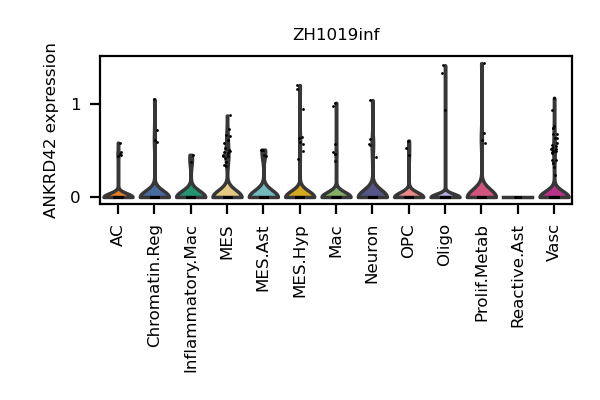 ZH1019inf
ANKRD42 expression
1
0
AC
Chromatin.Reg
Inflammatory.Mac
MES
MES.Ast
MES.Hyp
Mac
Neuron
OPC
Oligo
Prolif.Metab
Reactive.Ast
Vasc